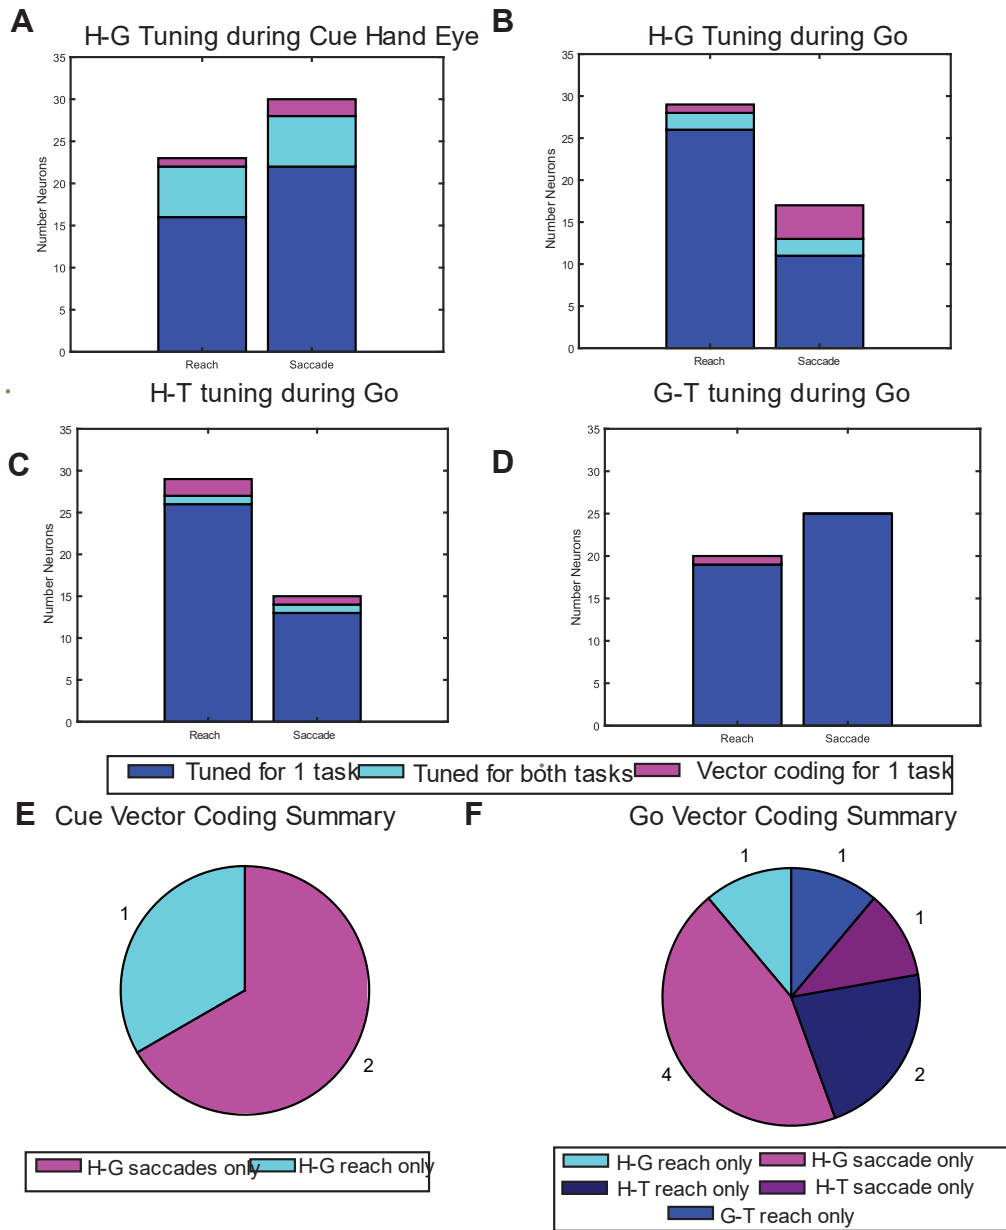 A
H-G Tuning during Cue Hand Eye
35
30
25
20
15
10
5
0
Number Neurons
Reach
Saccade
B
H-G Tuning during Go
35
30
25
20
15
10
5
0
Number Neurons
Reach
Saccade
C
H-T tuning during Go
35
30
25
20
15
10
5
0
Number Neurons
Reach
Saccade
D
G-T tuning during Go
35
30
25
20
15
10
5
0
Number Neurons
Reach
Saccade
Tuned for 1 task
Tuned for both tasks
Vector coding for 1 task
E
Cue Vector Coding Summary
1
2
H-G saccades only
H-G reach only
F
Go Vector Coding Summary
1
1
1
4
2
H-G reach only
H-G saccade only
H-T reach only
H-T saccade only
G-T reach only